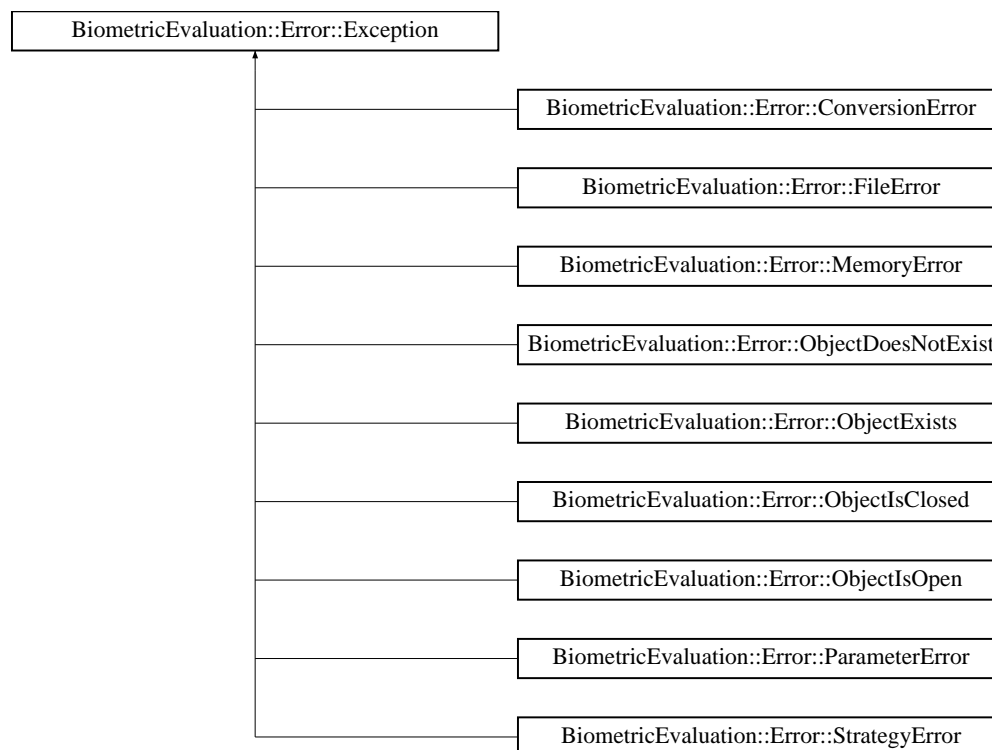 BiometricEvaluation::Error::Exception
BiometricEvaluation::Error::ConversionError
BiometricEvaluation::Error::FileError
BiometricEvaluation::Error::MemoryError
BiometricEvaluation::Error::ObjectDoesNotExist
BiometricEvaluation::Error::ObjectExists
BiometricEvaluation::Error::ObjectIsClosed
BiometricEvaluation::Error::ObjectIsOpen
BiometricEvaluation::Error::ParameterError
BiometricEvaluation::Error::StrategyError